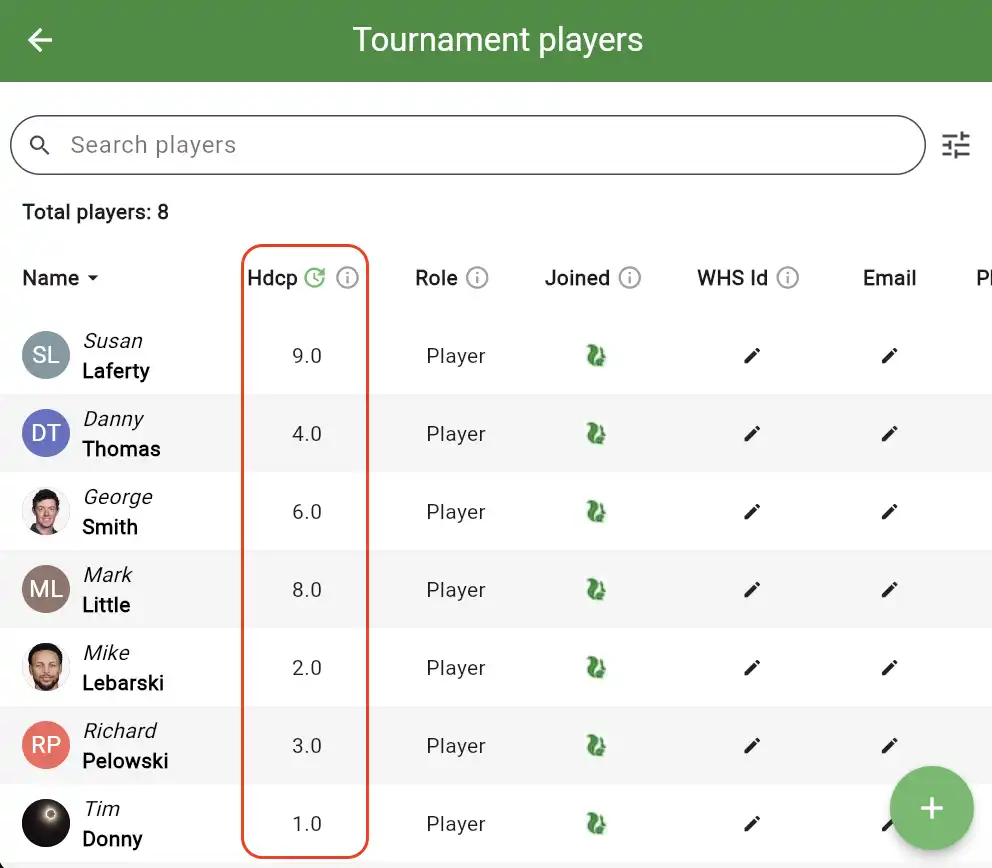 Tournament players
Search players
Total players: 8
Name Hdcp Role Joined WHS Id Email Pl
SL Susan Laferty 9.0 Player
DT Danny Thomas 4.0 Player
George Smith 6.0 Player
ML Mark Little 8.0 Player
Mike Lebarski 2.0 Player
RP Richard Pelowski 3.0 Player
Tim Donny 1.0 Player